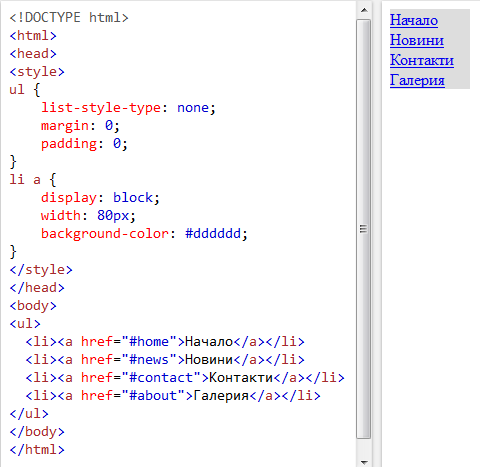 <!DOCTYPE html>
<html>
<head>
<style>
ul {
    list-style-type: none;
    margin: 0;
    padding: 0;
}
li a {
    display: block;
    width: 80px;
    background-color: #dddddd;
}
</style>
</head>
<body>
<ul>
  <li><a href="#home">Начало</a></li>
  <li><a href="#news">Новини</a></li>
  <li><a href="#contact">Контакти</a></li>
  <li><a href="#about">Галерия</a></li>
</ul>
</body>
</html>
Начало
Новини
Контакти
Галерия